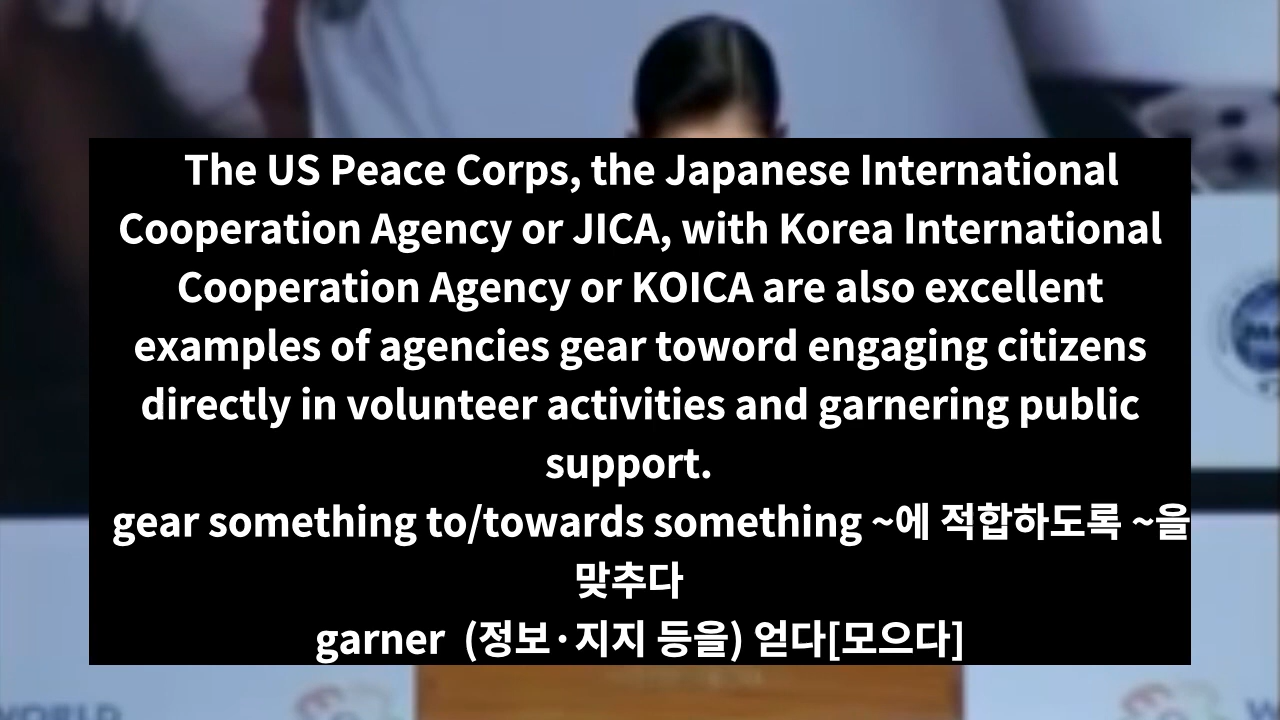 The US Peace Corps, the Japanese International
Cooperation Agency or JICA, with Korea International
Cooperation Agency or KOICA are also excellent
examples of agencies gear toword engaging citizens
directly in volunteer activities and garnering public
support.
gear something to/towards something ~에 적합하도록 ~을
맞추다
garner (정보·지지 등을) 얻다[모으다]
WORLD